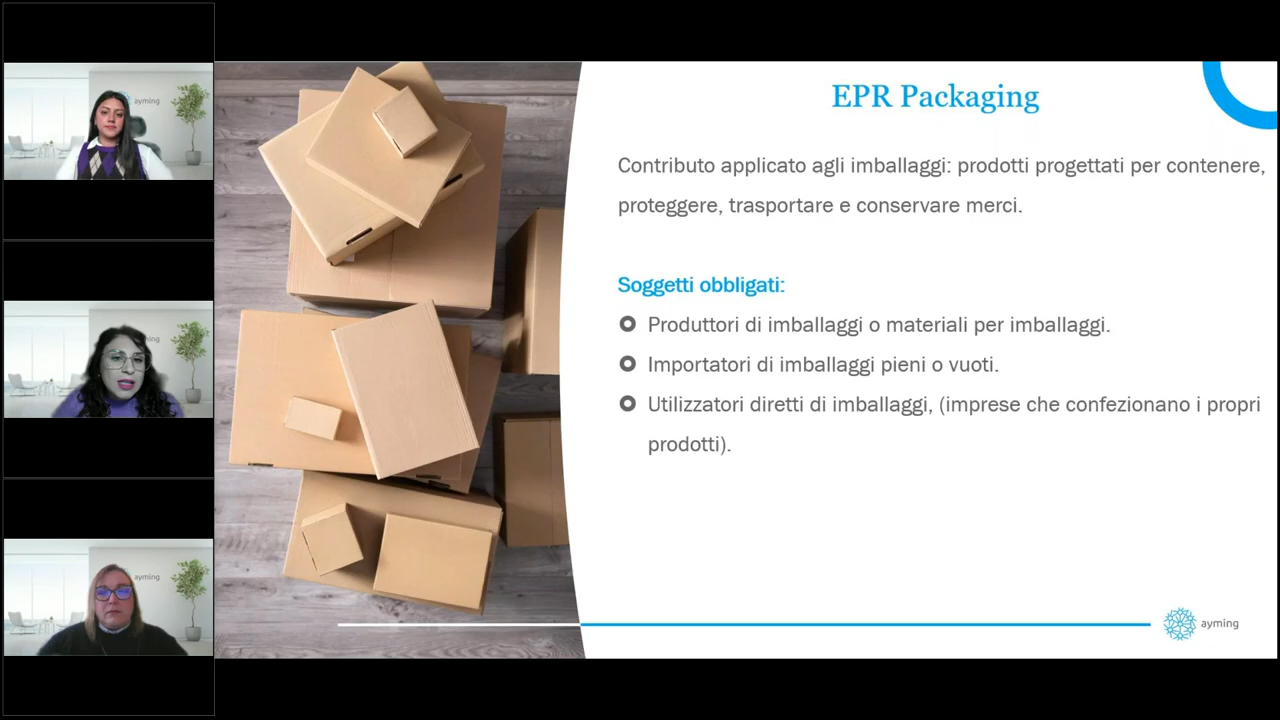 EPR Packaging
Contributo applicato agli imballaggi: prodotti progettati per contenere,
proteggere, trasportare e conservare merci.
Soggetti obbligati:
Produttori di imballaggi o materiali per imballaggi.
Importatori di imballaggi pieni o vuoti.
Utilizzatori diretti di imballaggi, (imprese che confezionano i propri
prodotti).
ayming
ayming
ming
ayming